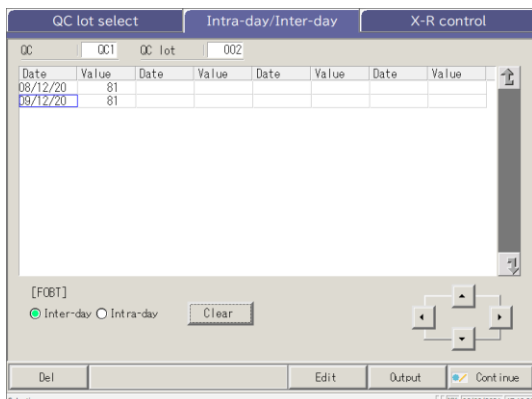 QC lot select Intra-day/Inter-day X-R control
QC QC1 QC lot 002
Date Value Date Value Date Value Date Value
08/12/20 81
09/12/20 81
[FOBT]
Inter-day Intra-day Clear
Del Edit Output Continue